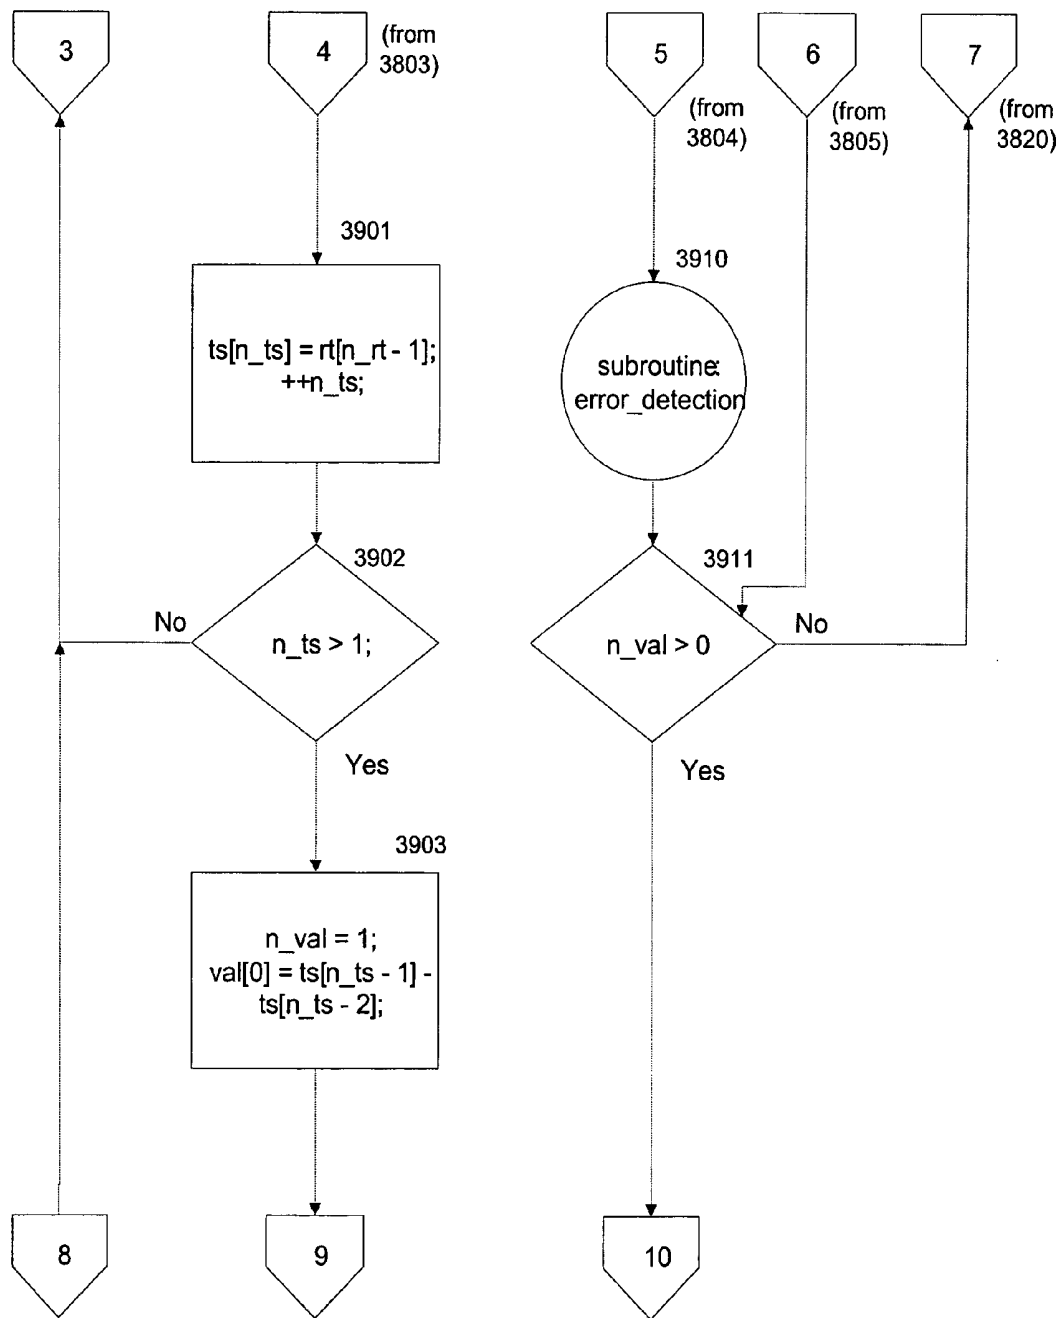 3
4
(from
3803)
5
(from
3804)
6
(from
3805)
7
(from
3820)
3901
ts[n_ts] = rt[n_rt - 1];
++n_ts;
3910
subroutine:
error_detection
3902
No
n_ts > 1;
Yes
3911
n_val > 0
No
Yes
3903
n_val = 1;
val[0] = ts[n_ts - 1] -
ts[n_ts - 2];
8
9
10